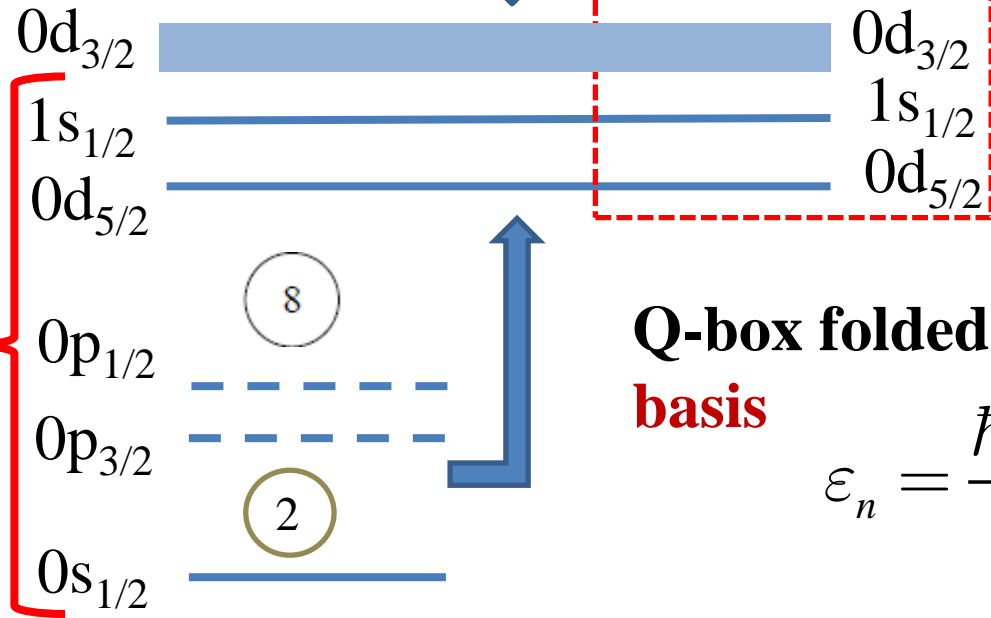 0d3/2 0d3/2
1s1/2 1s1/2
0d5/2 0d5/2
8
0p1/2
Q-box folded
basis
0p3/2
εn =
2
0s1/2